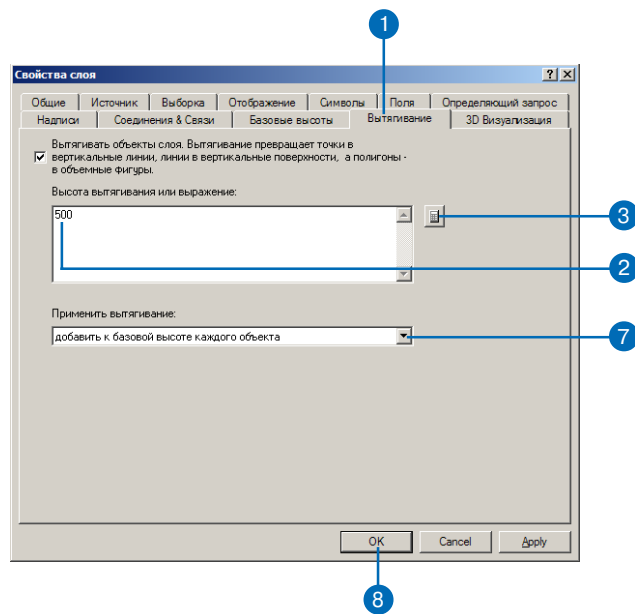 1
Свойства слоя
Общие Источник Выборка Отображение Символы Поля Определяющий запрос
Надписи Соединения & Связи Базовые высоты Вытягивание 3D Визуализация
Вытягивать объекты слоя. Вытягивание превращает точки в
вертикальные линии, линии в вертикальные поверхности, а полигоны -
в объемные фигуры.
Высота вытягивания или выражение:
500
3
2
Применить вытягивание:
добавить к базовой высоте каждого объекта
7
OK Cancel Apply
8